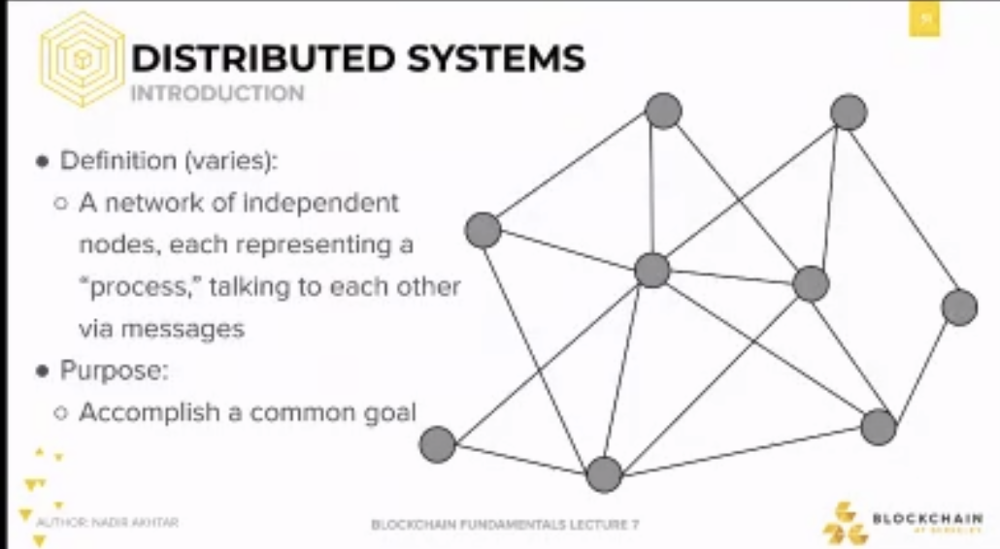 DISTRIBUTED SYSTEMS
INTRODUCTION
● Definition (varies):
○ A network of independent
nodes, each representing a
“process,” talking to each other
via messages
● Purpose:
○ Accomplish a common goal
AUTHOR: NADIR AKHTAR
BLOCKCHAIN FUNDAMENTALS LECTURE 7
BLOCKCHAIN
AT BERKELEY